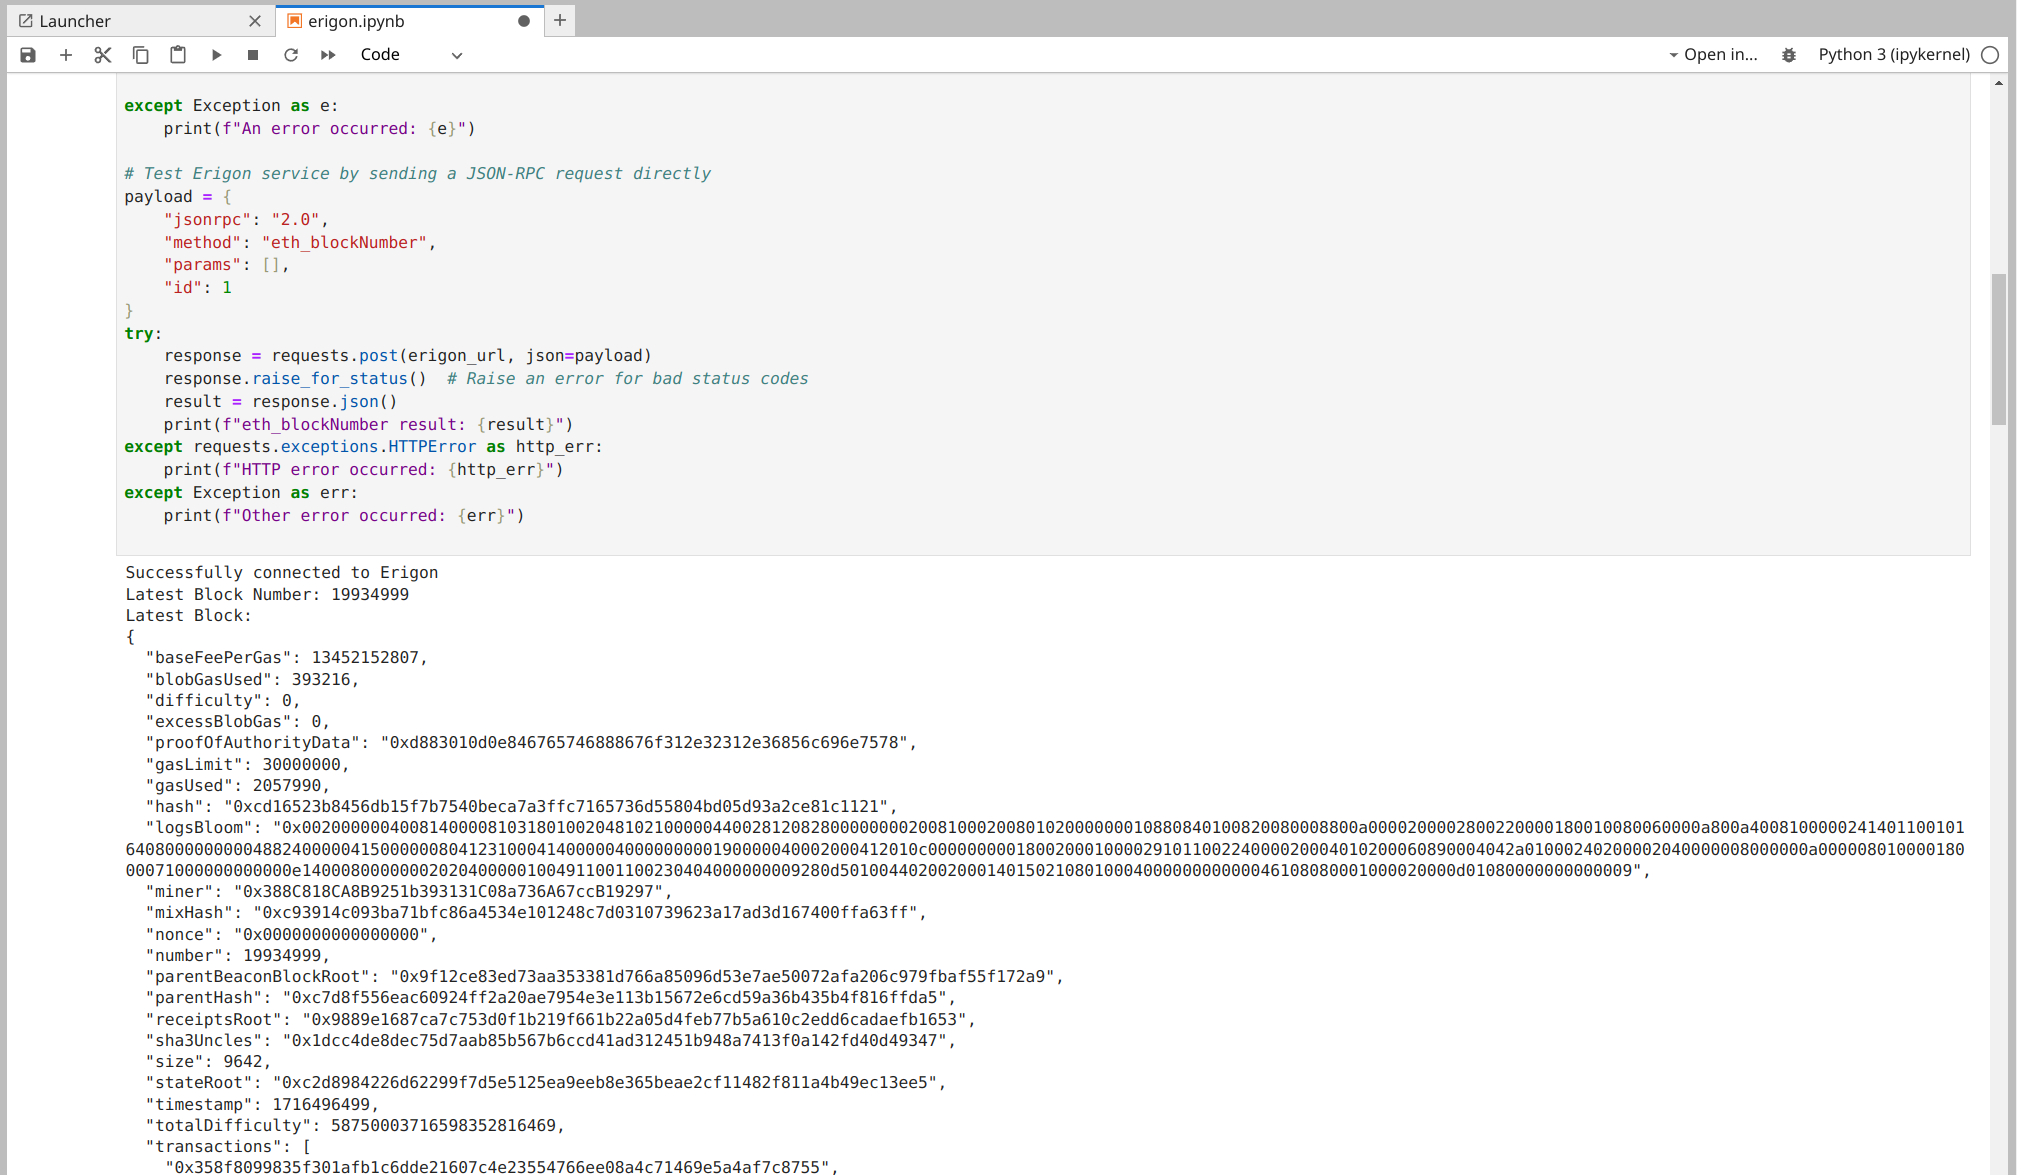 Launcher
erigon.ipynb
Code
Open in...
Python 3 (ipykernel)
except Exception as e:
    print(f"An error occurred: {e}")
# Test Erigon service by sending a JSON-RPC request directly
payload = {
    "jsonrpc": "2.0",
    "method": "eth_blockNumber",
    "params": [],
    "id": 1
}
try:
    response = requests.post(erigon_url, json=payload)
    response.raise_for_status()  # Raise an error for bad status codes
    result = response.json()
    print(f"eth_blockNumber result: {result}")
except requests.exceptions.HTTPError as http_err:
    print(f"HTTP error occurred: {http_err}")
except Exception as err:
    print(f"Other error occurred: {err}")
Successfully connected to Erigon
Latest Block Number: 19934999
Latest Block:
{
  "baseFeePerGas": 13452152807,
  "blobGasUsed": 393216,
  "difficulty": 0,
  "excessBlobGas": 0,
  "proofOfAuthorityData": "0xd883010d0e846765746888676f312e32312e36856c696e7578",
  "gasLimit": 30000000,
  "gasUsed": 2057990,
  "hash": "0xcd16523b8456db15f7b7540beca7a3ffc7165736d55804bd05d93a2ce81c1121",
  "logsBloom":
  "miner": "0x388C818CA8B9251b393131C08a736A67ccB19297",
  "mixHash": "0xc93914c093ba71bfc86a4534e101248c7d0310739623a17ad3d167400ffa63ff",
  "nonce": "0x0000000000000000",
  "number": 19934999,
  "parentBeaconBlockRoot": "0x9f12ce83ed73aa353381d766a85096d53e7ae50072afa206c979fbaf55f172a9",
  "parentHash": "0xc7d8f556eac60924ff2a20ae7954e3e113b15672e6cd59a36b435b4f816ffda5",
  "receiptsRoot": "0x9889e1687ca7c753d0f1b219f661b22a05d4feb77b5a610c2edd6cadaefb1653",
  "sha3Uncles": "0x1dcc4de8dec75d7aab85b567b6ccd41ad312451b948a7413f0a142fd40d49347",
  "size": 9642,
  "stateRoot": "0xc2d8984226d62299f7d5e5125ea9eeb8e365beae2cf11482f811a4b49ec13ee5",
  "timestamp": 1716496499,
  "totalDifficulty": 58750003716598352816469,
  "transactions": [
    "0x358f8099835f301afb1c6dde21607c4e23554766ee08a4c71469e5a4af7c8755",